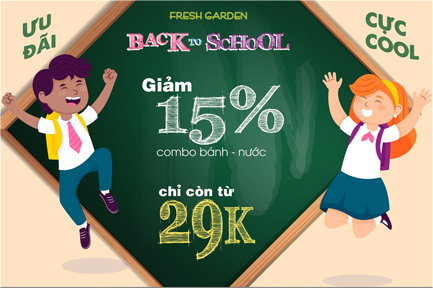 FRESH GARDEN
BACK TO SCHOOL
ƯU
ĐÃI
CỰC
COOL
Giảm
15%
combo bánh - nước
chỉ còn từ
29K